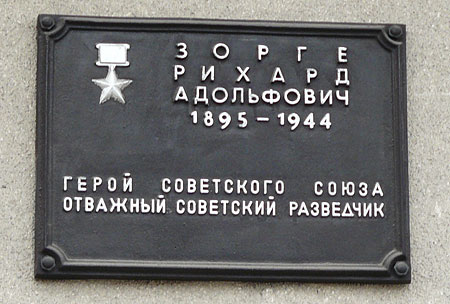 ЗОРГЕ
РИХАРД
АДОЛЬФОВИЧ
1895-1944
ГЕРОЙ СОВЕТСКОГО СОЮЗА
ОТВАЖНЫЙ СОВЕТСКИЙ РАЗВЕДЧИК